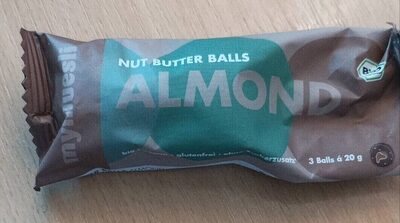 mymuesli
NUT BUTTER BALLS
ALMOND
glutenfrei
3 Balls á 20 g